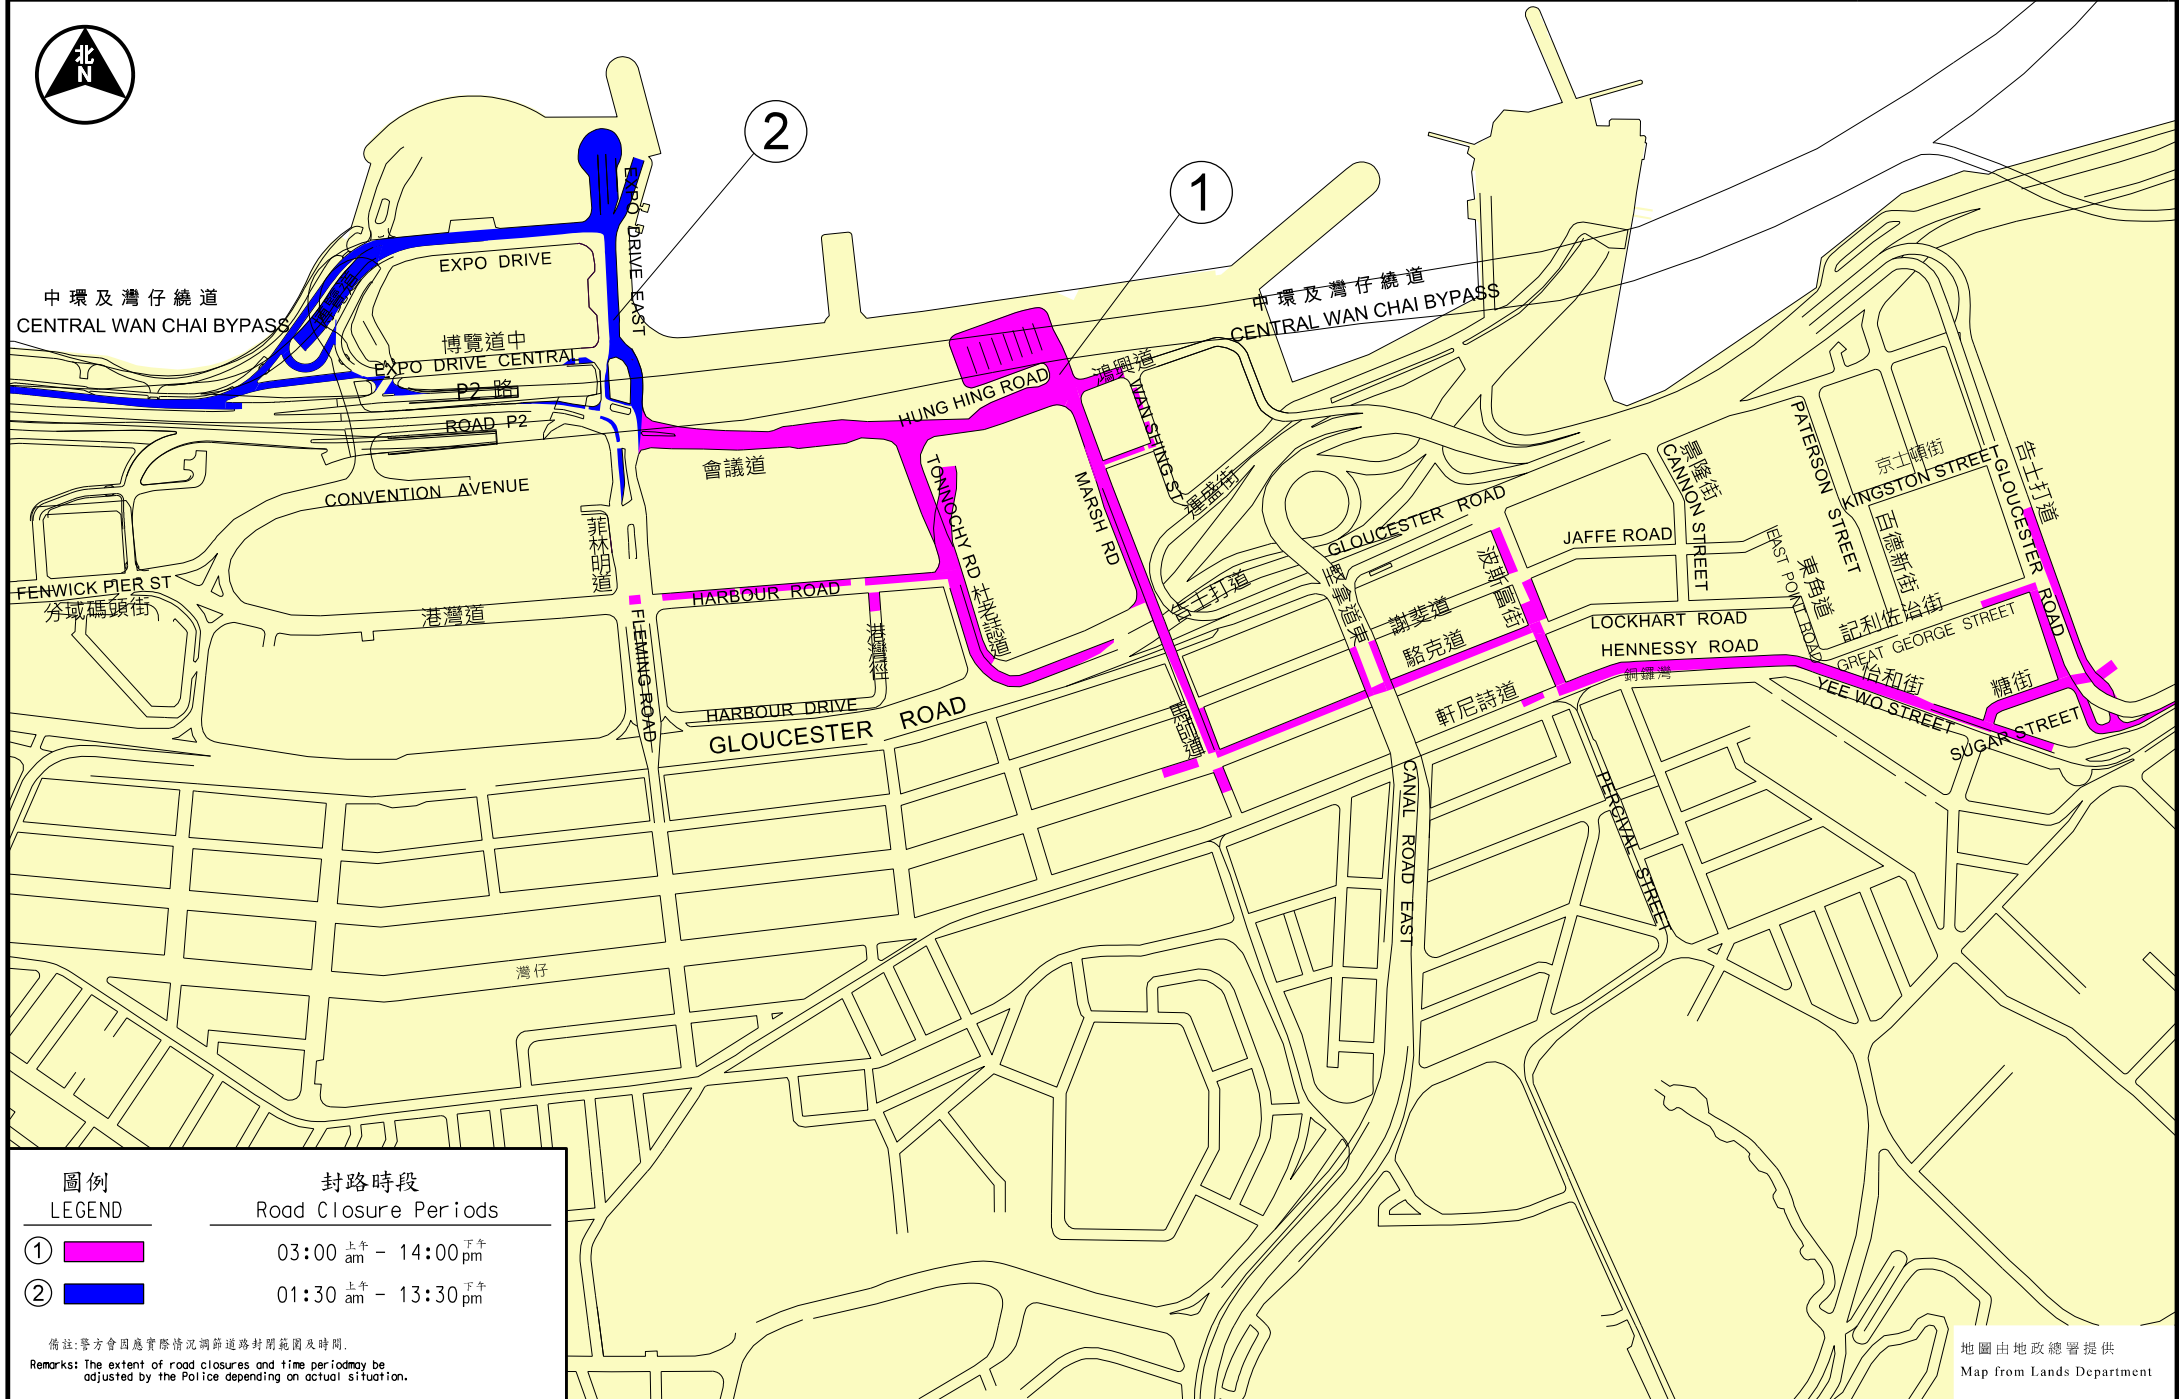 北
N
2
1
EXPO DRIVE EAST
EXPO DRIVE
中環及灣仔繞道
CENTRAL WAN CHAI BYPASS
中環及灣仔繞道
CENTRAL WAN CHAI BYPASS
博覽道中
EXPO DRIVE CENTRAL
P2 路
ROAD P2
HUNG HING ROAD
鴻興道
WAN SHING ST
運盛街
會議道
CONVENTION AVENUE
TONNOCHY RD 杜老誌道
MARSH RD
馬師道
菲林明道
FLEMING ROAD
FENWICK PIER ST
分域碼頭街
港灣道
HARBOUR ROAD
港灣徑
HARBOUR DRIVE
GLOUCESTER ROAD
告士打道
GLOUCESTER ROAD
堅拿道東
CANAL ROAD EAST
波斯富街
PERCIVAL STREET
謝斐道
JAFFE ROAD
駱克道
LOCKHART ROAD
軒尼詩道
HENNESSY ROAD
銅鑼灣
景隆街
CANNON STREET
PATERSON STREET
百德新街
京士頓街
KINGSTON STREET
告士打道
GLOUCESTER ROAD
東角道
EAST POINT ROAD
記利佐治街
GREAT GEORGE STREET
怡和街
YEE WO STREET
糖街
SUGAR STREET
灣仔
圖例
LEGEND
封路時段
Road Closure Periods
1 03:00 上午 am - 14:00 下午 pm
2 01:30 上午 am - 13:30 下午 pm
備註:警方會因應實際情況調節道路封閉範圍及時間.
Remarks: The extent of road closures and time periodmay be
adjusted by the Police depending on actual situation.
地圖由地政總署提供
Map from Lands Department